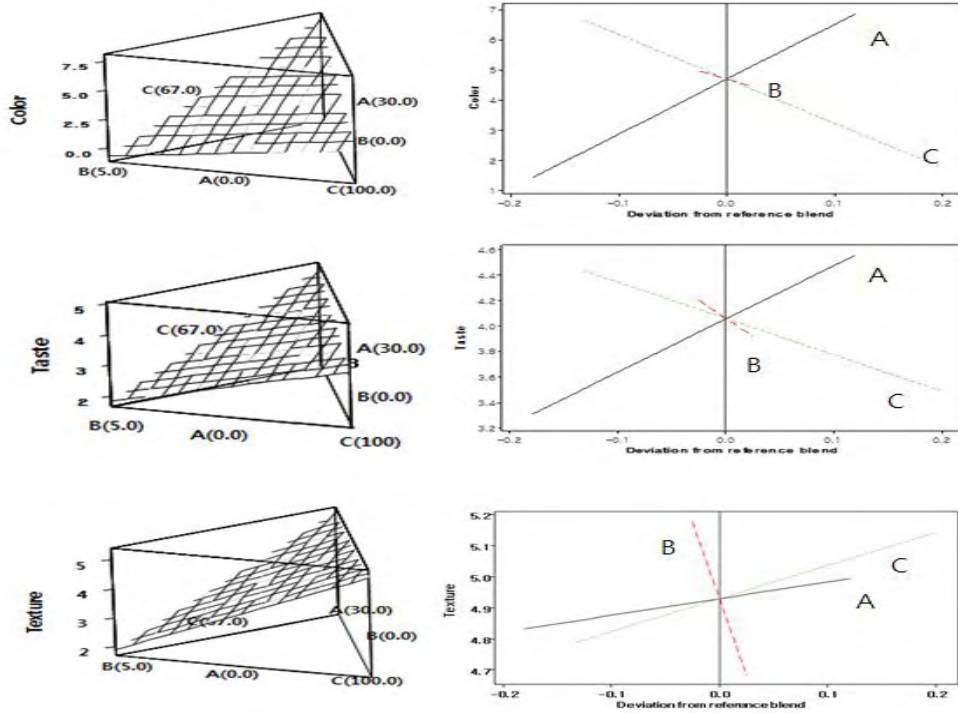 Color
7.5
5.0
2.5
0.0
C(67.0)
A(30.0)
B(0.0)
B(5.0)
A(0.0)
C(100.0)
Color
7
6
5
4
3
2
1
A
B
C
-0.2 -0.1 0.0 0.1 0.2
Deviation from reference blend
Taste
5
4
3
2
C(67.0)
A(30.0)
B
B(0.0)
B(5.0)
A(0.0)
C(100)
Taste
4.6
4.4
4.2
4.0
3.8
3.6
3.4
3.2
A
B
C
-0.2 -0.1 0.0 0.1 0.2
Deviation from reference blend
Texture
5
4
3
2
C(67.0)
A(30.0)
B(0.0)
B(5.0)
A(0.0)
C(100.0)
Texture
5.2
5.1
5.0
4.9
4.8
4.7
B
C
A
-0.2 -0.1 0.0 0.1 0.2
Deviation from reference blend